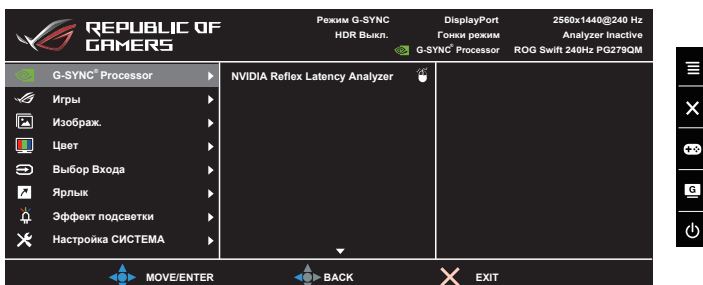 REPUBLIC OF
GAMERS
Режим G-SYNC DisplayPort 2560x1440@240 Hz
HDR Выкл. Гонки режим Analyzer Inactive
G-SYNC® Processor ROG Swift 240Hz PG279QM
G-SYNC® Processor
NVIDIA Reflex Latency Analyzer
Игры
Изображ.
Цвет
Выбор Входа
Ярлык
Эффект подсветки
Настройка СИСТЕМА
MOVE/ENTER BACK EXIT
G